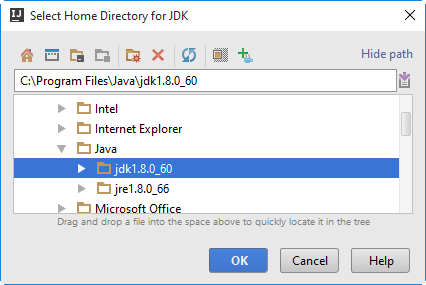 IJ Select Home Directory for JDK
Hide path
C:\Program Files\Java\jdk1.8.0_60
Intel
Internet Explorer
Java
jdk1.8.0_60
jre1.8.0_66
Microsoft Office
Drag and drop a file into the space above to quickly locate it in the tree
OK Cancel Help